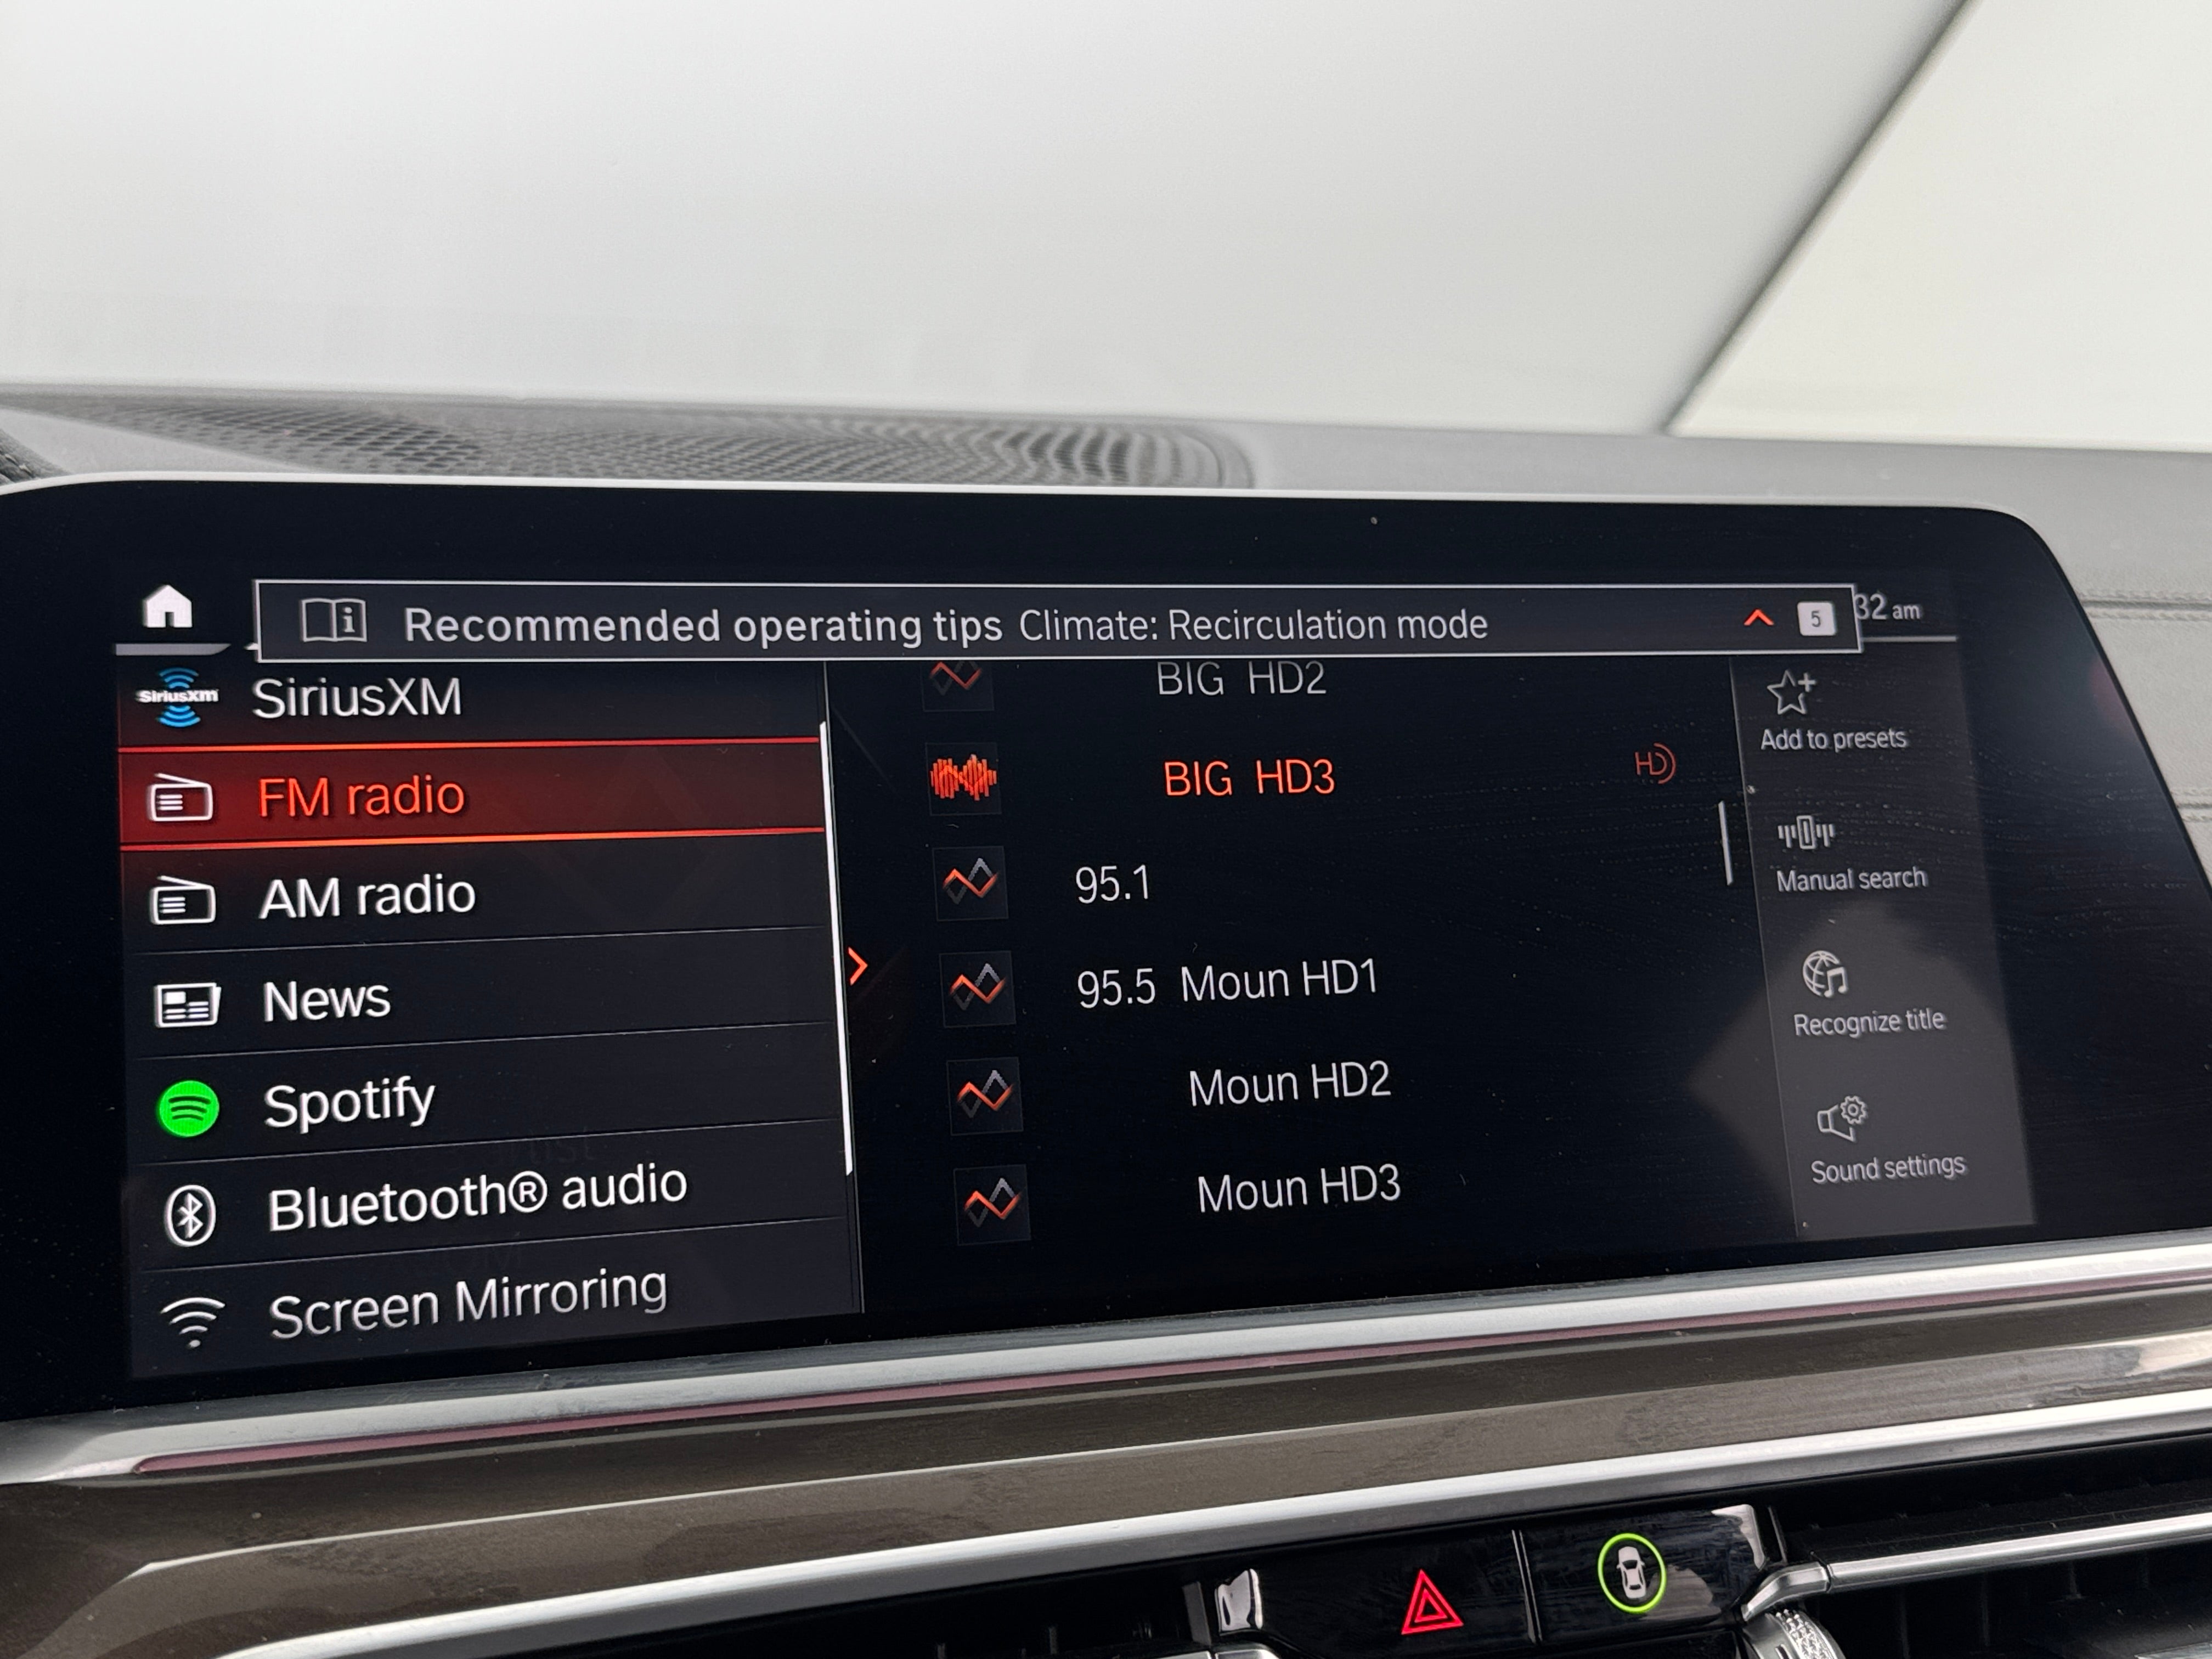 Recommended operating tips Climate: Recirculation mode 5
32 am
siriusxm SiriusXM
FM radio
AM radio
News
Spotify
Bluetooth® audio
Screen Mirroring
BIG HD2
BIG HD3 HD
95.1
95.5 Moun HD1
Moun HD2
Moun HD3
Add to presets
Manual search
Recognize title
Sound settings